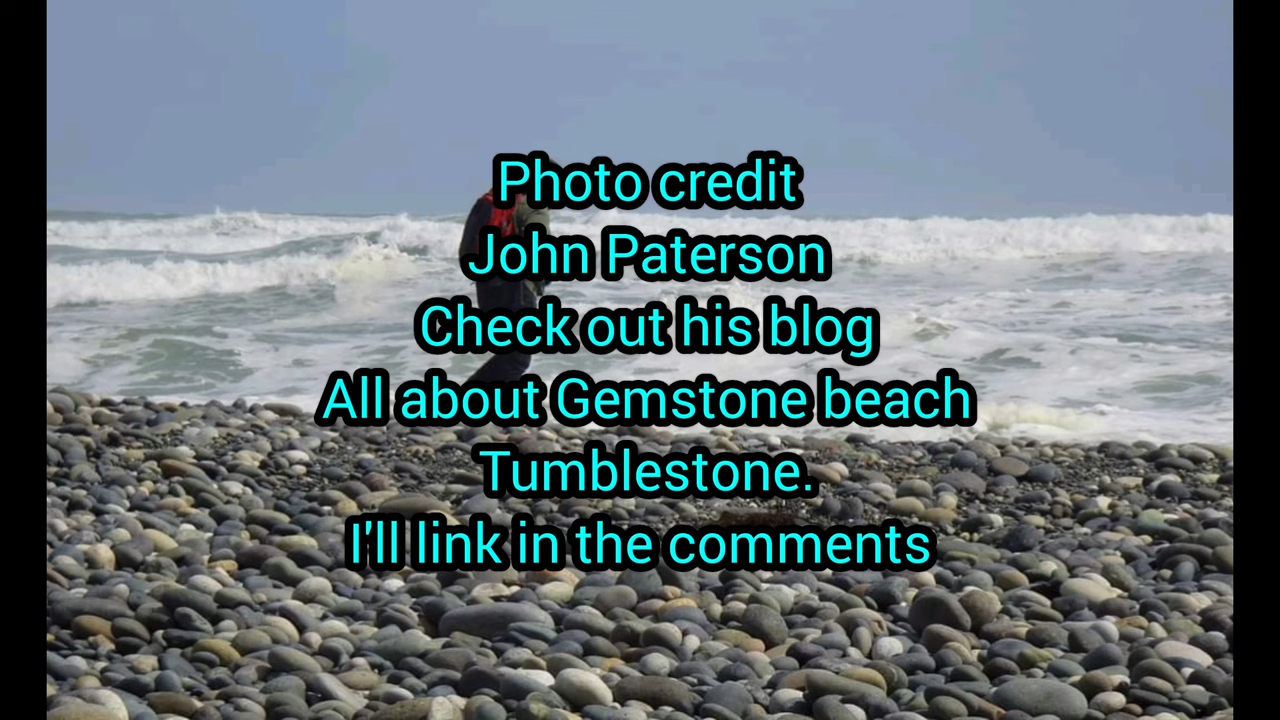 Photo credit
John Paterson
Check out his blog
All about Gemstone beach
Tumblestone.
I'll link in the comments